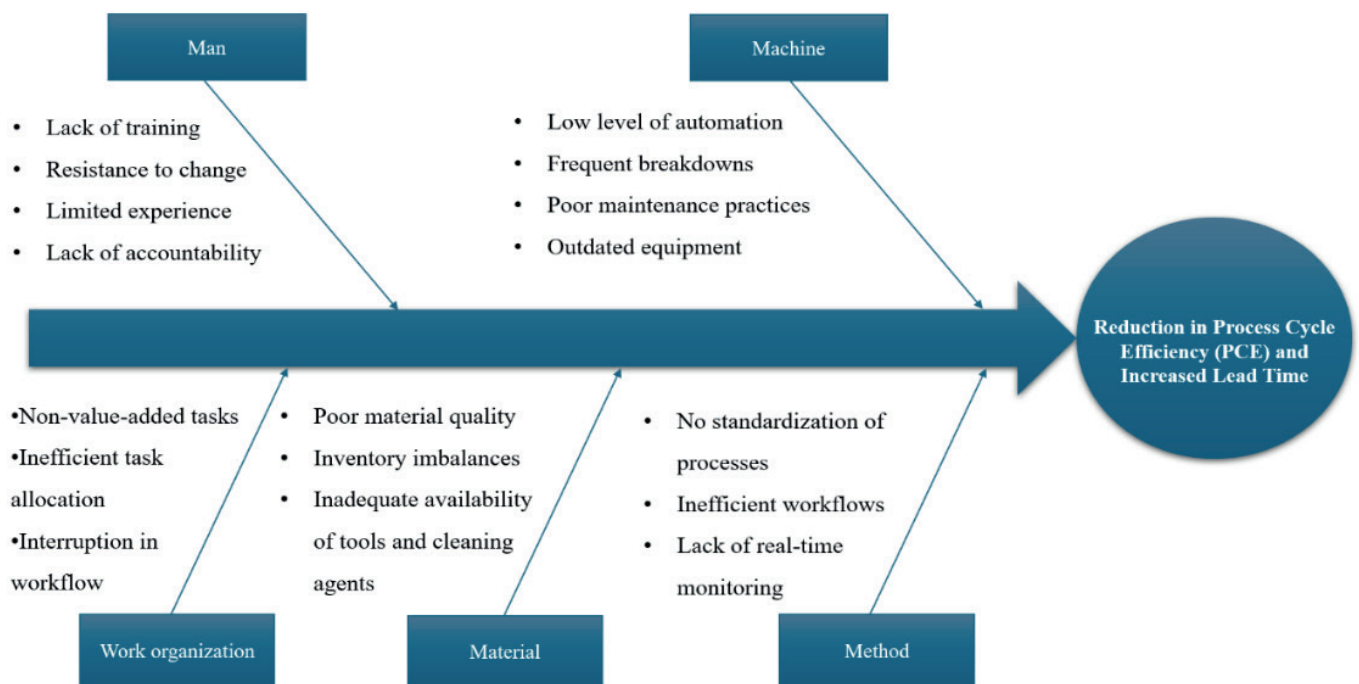 Man
Machine
• Lack of training
• Resistance to change
• Limited experience
• Lack of accountability
• Low level of automation
• Frequent breakdowns
• Poor maintenance practices
• Outdated equipment
Reduction in Process Cycle
Efficiency (PCE) and
Increased Lead Time
•Non-value-added tasks
•Inefficient task
allocation
•Interruption in
workflow
• Poor material quality
• Inventory imbalances
• Inadequate availability
of tools and cleaning
agents
• No standardization of
processes
• Inefficient workflows
• Lack of real-time
monitoring
Work organization
Material
Method